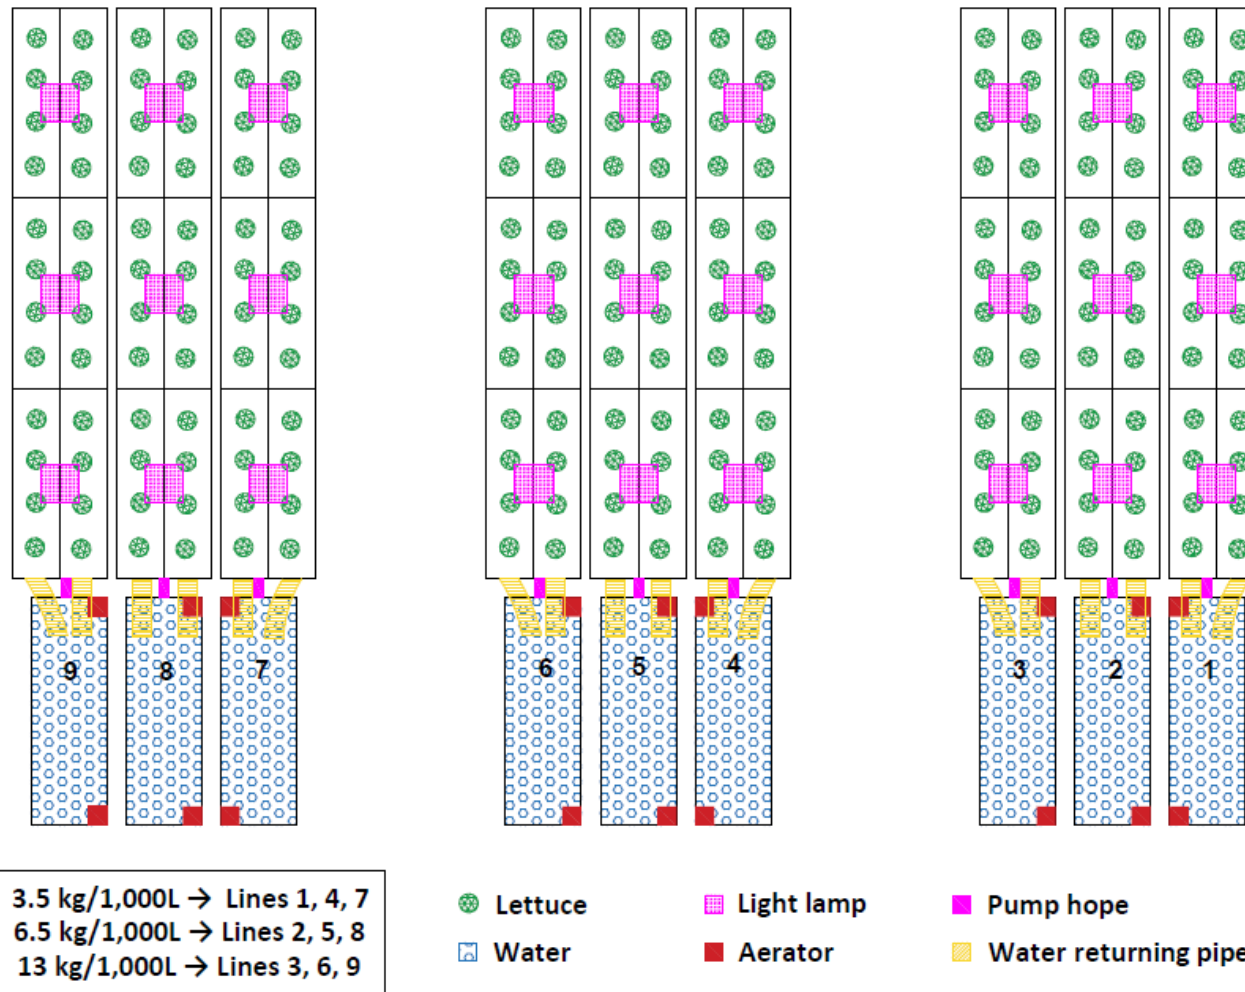 9 8 7 6 5 4 3 2 1
3.5 kg/1,000L → Lines 1, 4, 7
6.5 kg/1,000L → Lines 2, 5, 8
13 kg/1,000L → Lines 3, 6, 9
Lettuce
Light lamp
Pump hope
Water
Aerator
Water returning pipe